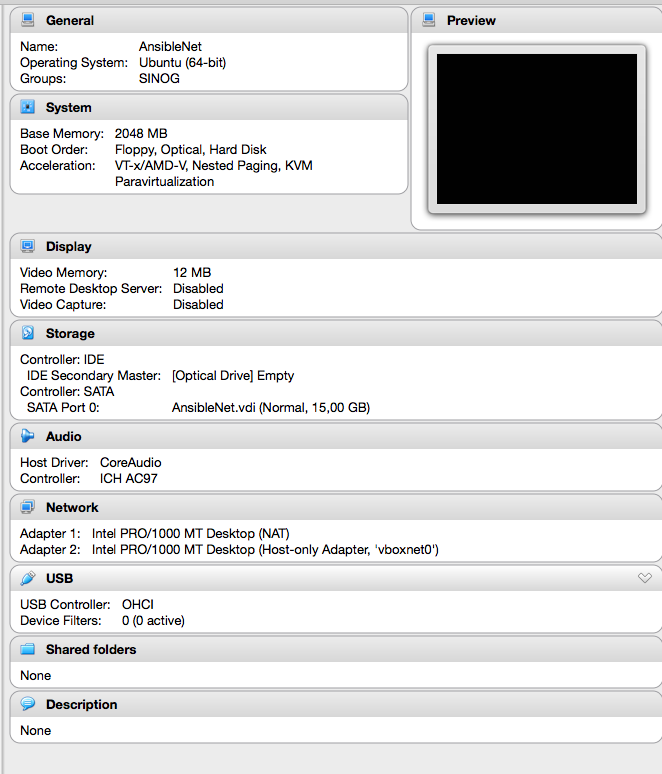 General
Name: AnsibleNet
Operating System: Ubuntu (64-bit)
Groups: SINOG
Preview
System
Base Memory: 2048 MB
Boot Order: Floppy, Optical, Hard Disk
Acceleration: VT-x/AMD-V, Nested Paging, KVM
Paravirtualization
Display
Video Memory: 12 MB
Remote Desktop Server: Disabled
Video Capture: Disabled
Storage
Controller: IDE
IDE Secondary Master: [Optical Drive] Empty
Controller: SATA
SATA Port 0: AnsibleNet.vdi (Normal, 15,00 GB)
Audio
Host Driver: CoreAudio
Controller: ICH AC97
Network
Adapter 1: Intel PRO/1000 MT Desktop (NAT)
Adapter 2: Intel PRO/1000 MT Desktop (Host-only Adapter, 'vboxnet0')
USB
USB Controller: OHCI
Device Filters: 0 (0 active)
Shared folders
None
Description
None